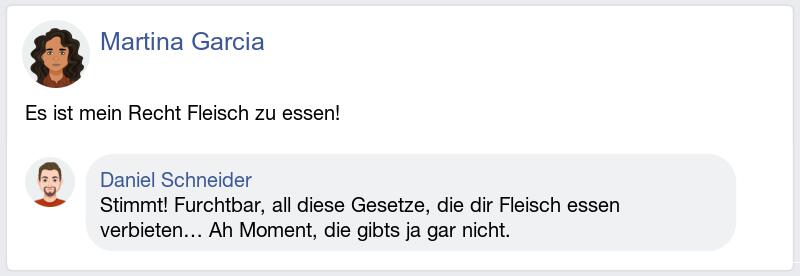 Martina Garcia
Es ist mein Recht Fleisch zu essen!
Daniel Schneider
Stimmt! Furchtbar, all diese Gesetze, die dir Fleisch essen
verbieten… Ah Moment, die gibts ja gar nicht.